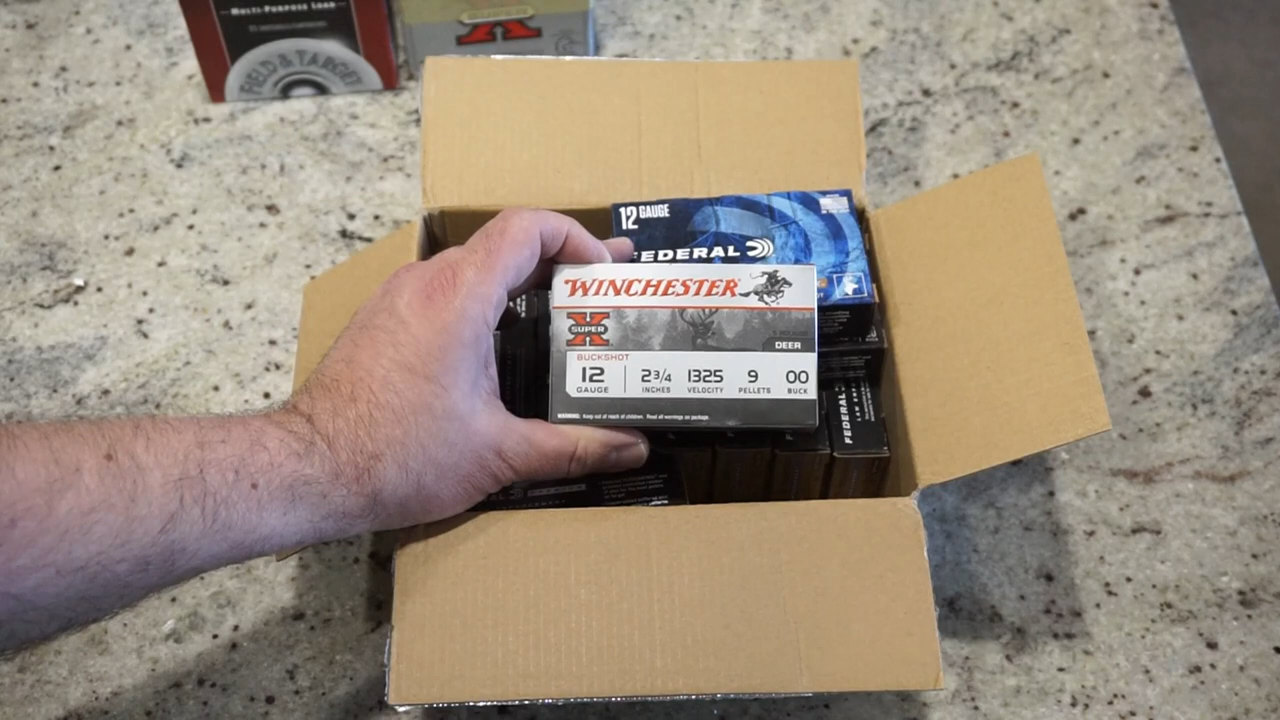 MULTI-PURPOSE LOAD
FIELD & TARGET
X
12 GAUGE
FEDERAL
WINCHESTER
SUPER X
DEER
BUCKSHOT
12 2 3/4 1325 9 00
GAUGE INCHES VELOCITY PELLETS BUCK
WARNING: Keep out of reach of children. Read all warnings on package.
FEDERAL